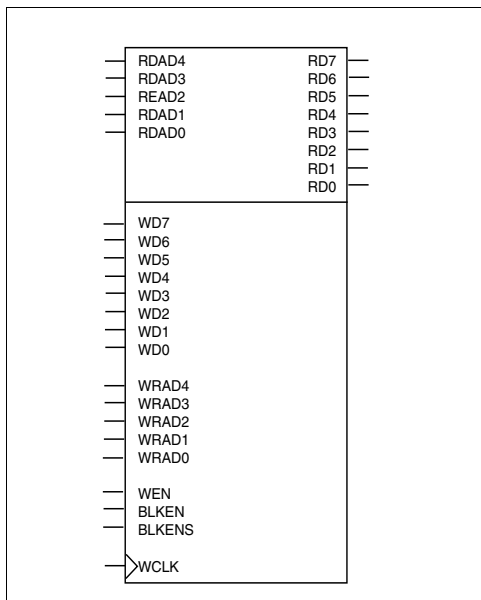 RDAD4 RD7
RDAD3 RD6
READ2 RD5
RDAD1 RD4
RDAD0 RD3
RD2
RD1
RD0
WD7
WD6
WD5
WD4
WD3
WD2
WD1
WD0
WRAD4
WRAD3
WRAD2
WRAD1
WRAD0
WEN
BLKEN
BLKENS
WCLK